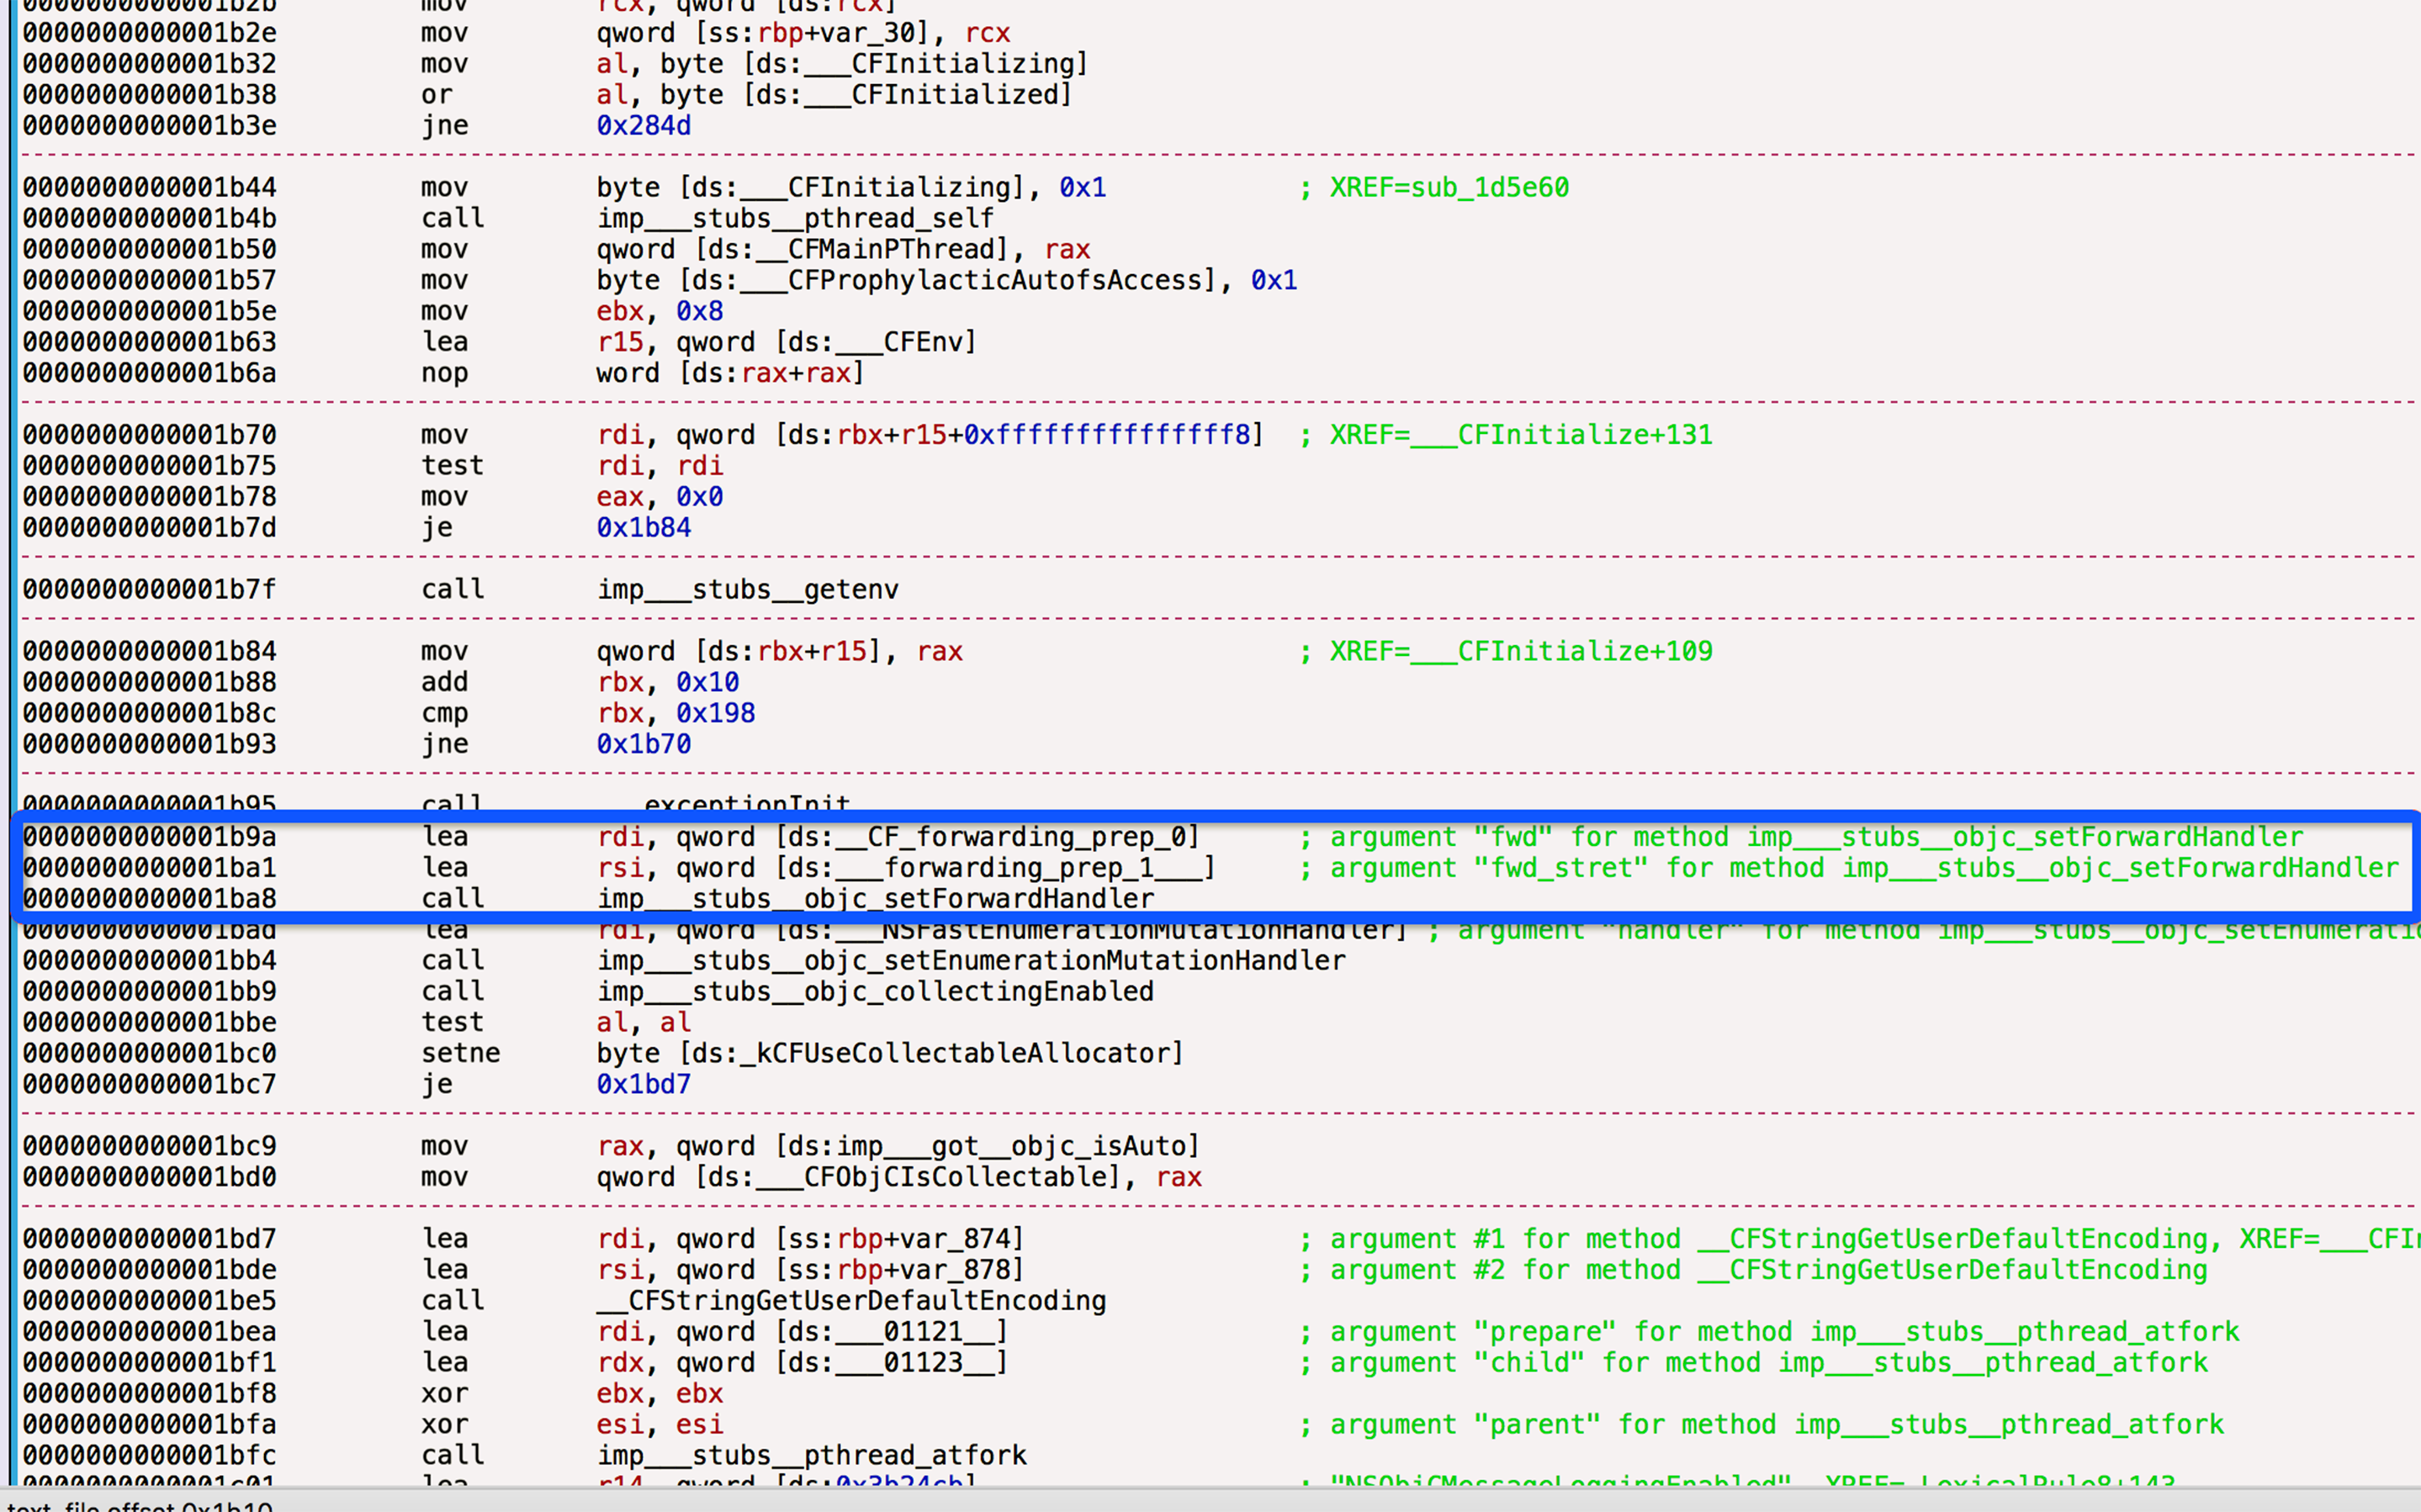 0000000000001b2b mov rcx, qword [ds:rcx]
0000000000001b2e mov qword [ss:rbp+var_30], rcx
0000000000001b32 mov al, byte [ds:___CFInitializing]
0000000000001b38 or al, byte [ds:___CFInitialized]
0000000000001b3e jne 0x284d
0000000000001b44 mov byte [ds:___CFInitializing], 0x1 ; XREF=sub_1d5e60
0000000000001b4b call imp___stubs__pthread_self
0000000000001b50 mov qword [ds:__CFMainPThread], rax
0000000000001b57 mov byte [ds:___CFProphylacticAutofsAccess], 0x1
0000000000001b5e mov ebx, 0x8
0000000000001b63 lea r15, qword [ds:___CFEnv]
0000000000001b6a nop word [ds:rax+rax]
0000000000001b70 mov rdi, qword [ds:rbx+r15+0xfffffffffffffff8] ; XREF=___CFInitialize+131
0000000000001b75 test rdi, rdi
0000000000001b78 mov eax, 0x0
0000000000001b7d je 0x1b84
0000000000001b7f call imp___stubs__getenv
0000000000001b84 mov qword [ds:rbx+r15], rax ; XREF=___CFInitialize+109
0000000000001b88 add rbx, 0x10
0000000000001b8c cmp rbx, 0x198
0000000000001b93 jne 0x1b70
0000000000001b95 call exceptionInit
0000000000001b9a lea rdi, qword [ds:__CF_forwarding_prep_0] ; argument "fwd" for method imp___stubs__objc_setForwardHandler
0000000000001ba1 lea rsi, qword [ds:___forwarding_prep_1___] ; argument "fwd_stret" for method imp___stubs__objc_setForwardHandler
0000000000001ba8 call imp___stubs__objc_setForwardHandler
0000000000001bad lea rdi, qword [ds:___NSFastEnumerationMutationHandler] ; argument "handler" for method imp___stubs__objc_setEnumeratio
0000000000001bb4 call imp___stubs__objc_setEnumerationMutationHandler
0000000000001bb9 call imp___stubs__objc_collectingEnabled
0000000000001bbe test al, al
0000000000001bc0 setne byte [ds:_kCFUseCollectableAllocator]
0000000000001bc7 je 0x1bd7
0000000000001bc9 mov rax, qword [ds:imp___got__objc_isAuto]
0000000000001bd0 mov qword [ds:___CFObjCIsCollectable], rax
0000000000001bd7 lea rdi, qword [ss:rbp+var_874] ; argument #1 for method __CFStringGetUserDefaultEncoding, XREF=___CFIn
0000000000001bde lea rsi, qword [ss:rbp+var_878] ; argument #2 for method __CFStringGetUserDefaultEncoding
0000000000001be5 call __CFStringGetUserDefaultEncoding
0000000000001bea lea rdi, qword [ds:___01121__] ; argument "prepare" for method imp___stubs__pthread_atfork
0000000000001bf1 lea rdx, qword [ds:___01123__] ; argument "child" for method imp___stubs__pthread_atfork
0000000000001bf8 xor ebx, ebx
0000000000001bfa xor esi, esi ; argument "parent" for method imp___stubs__pthread_atfork
0000000000001bfc call imp___stubs__pthread_atfork
0000000000001c01 lea r14, qword [ds:0x3b24cb] ; "NSObjCMessageLoggingEnabled", XREF=_LexicalRule8+143
text, file offset 0x1b10